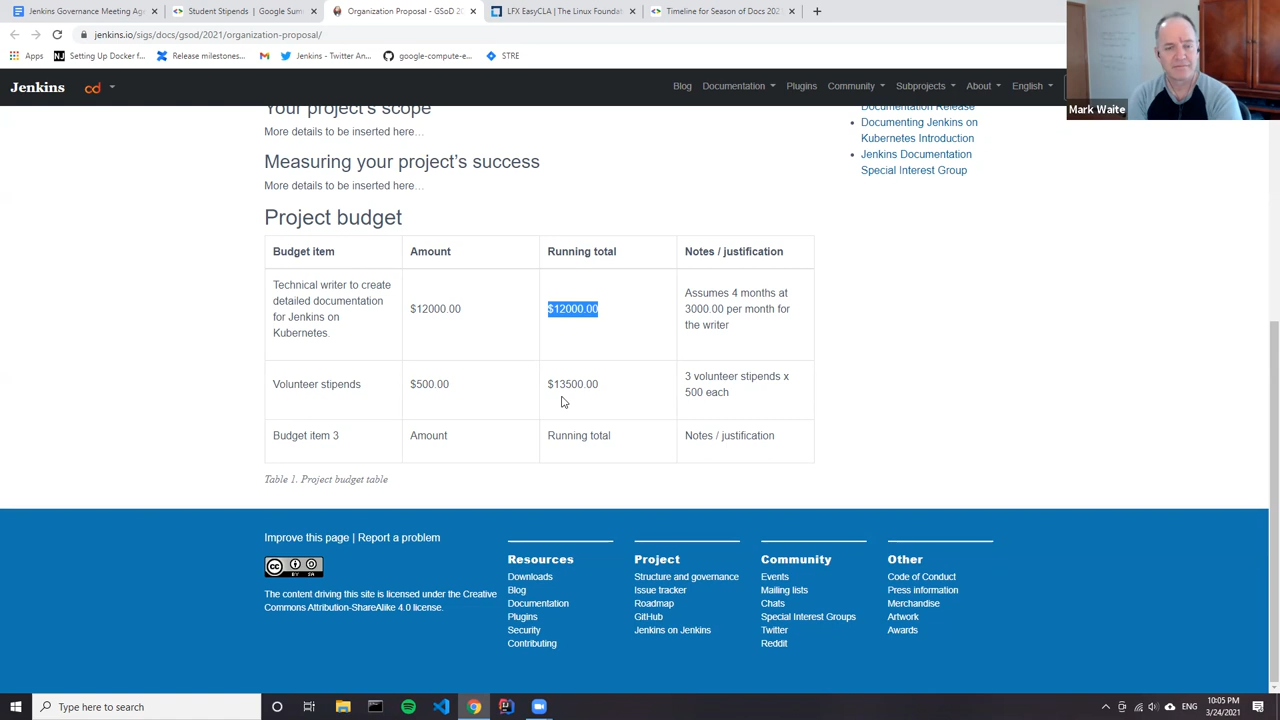 Jenkins Governance Meeting Age
Student Stipends | Google Summ
Organization Proposal - GSoD 20
LFX EasyCLA | The Linux Foundat
Timeline for Season of Docs 202
jenkins.io/sigs/docs/gsod/2021/organization-proposal/
Apps
Setting Up Docker f...
Release milestones...
Jenkins - Twitter An...
google-compute-e...
STRE
Mark Waite
Jenkins
cd
Blog
Documentation
Plugins
Community
Subprojects
About
English
Your project's scope
More details to be inserted here…
Measuring your project's success
More details to be inserted here…
Project budget
Budget item
Amount
Running total
Notes / justification
Technical writer to create
detailed documentation
for Jenkins on
Kubernetes.
$12000.00
$12000.00
Assumes 4 months at
3000.00 per month for
the writer
Volunteer stipends
$500.00
$13500.00
3 volunteer stipends x
500 each
Budget item 3
Amount
Running total
Notes / justification
Table 1. Project budget table
Documentation Release
Documenting Jenkins on
Kubernetes Introduction
Jenkins Documentation
Special Interest Group
Improve this page | Report a problem
CC BY SA
The content driving this site is licensed under the Creative
Commons Attribution-ShareAlike 4.0 license.
Resources
Downloads
Blog
Documentation
Plugins
Security
Contributing
Project
Structure and governance
Issue tracker
Roadmap
GitHub
Jenkins on Jenkins
Community
Events
Mailing lists
Chats
Special Interest Groups
Twitter
Reddit
Other
Code of Conduct
Press information
Merchandise
Artwork
Awards
Type here to search
ENG
10:05 PM
3/24/2021